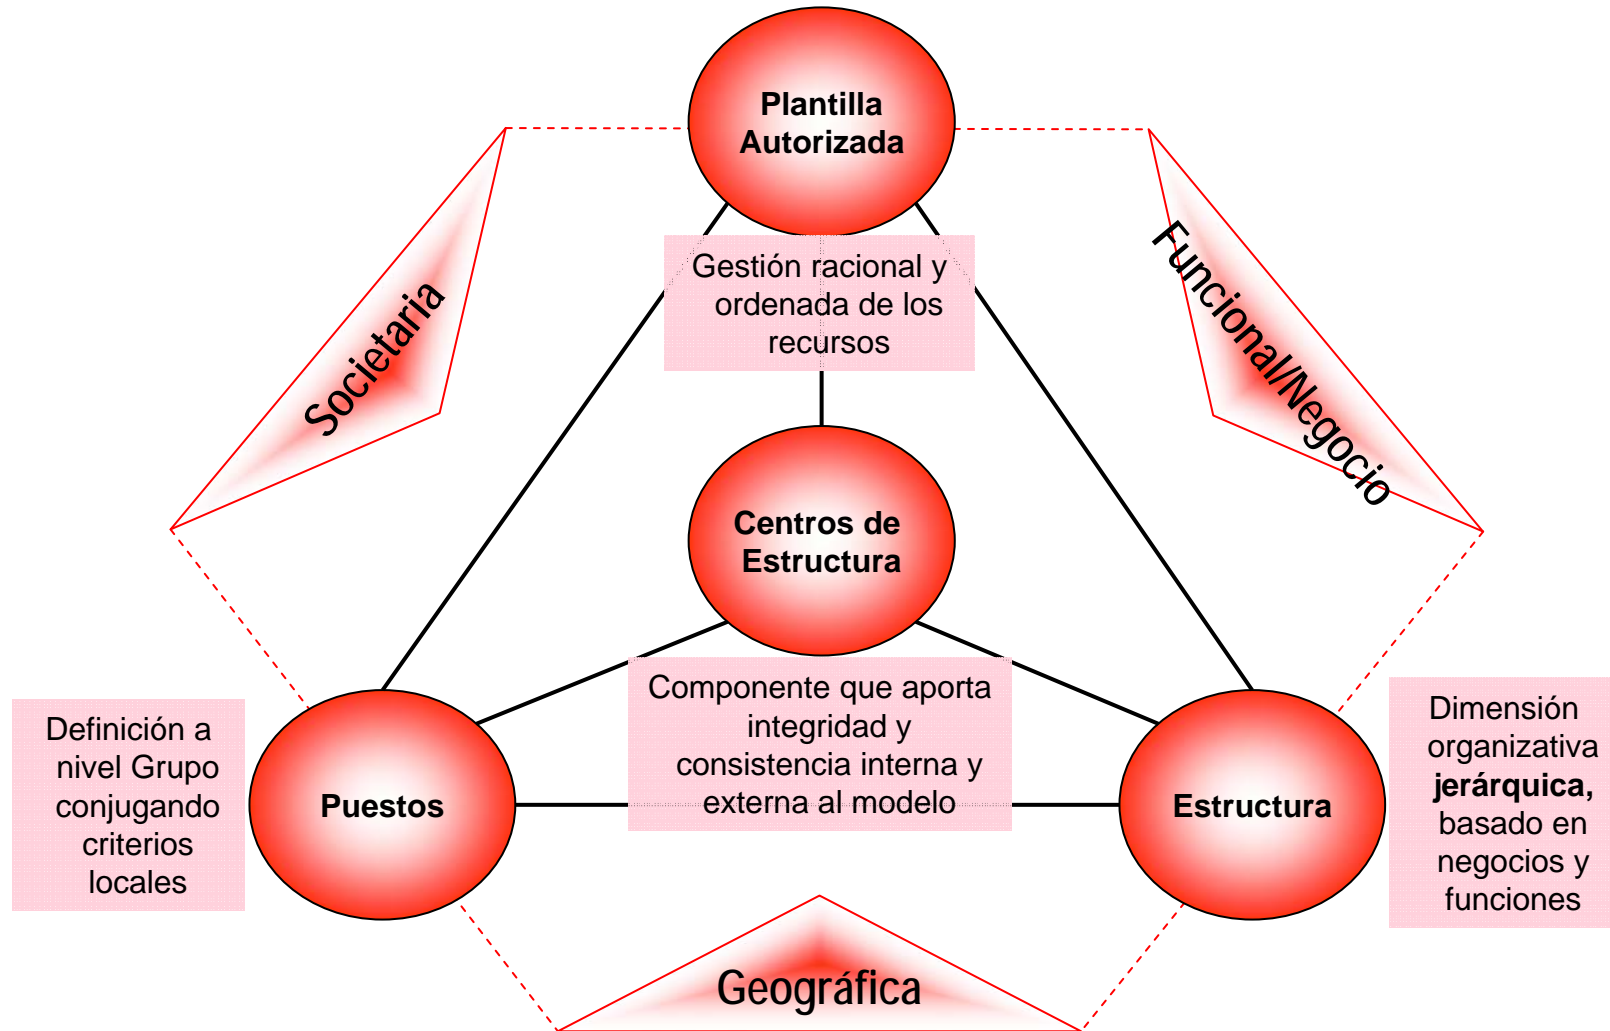 Plantilla
Autorizada
Gestión racional y
ordenada de los
recursos
Societaria
Funcional/Negocio
Centros de
Estructura
Componente que aporta
integridad y
consistencia interna y
externa al modelo
Definición a
nivel Grupo
conjugando
criterios
locales
Puestos
Estructura
Dimensión
organizativa
jerárquica,
basado en
negocios y
funciones
Geográfica